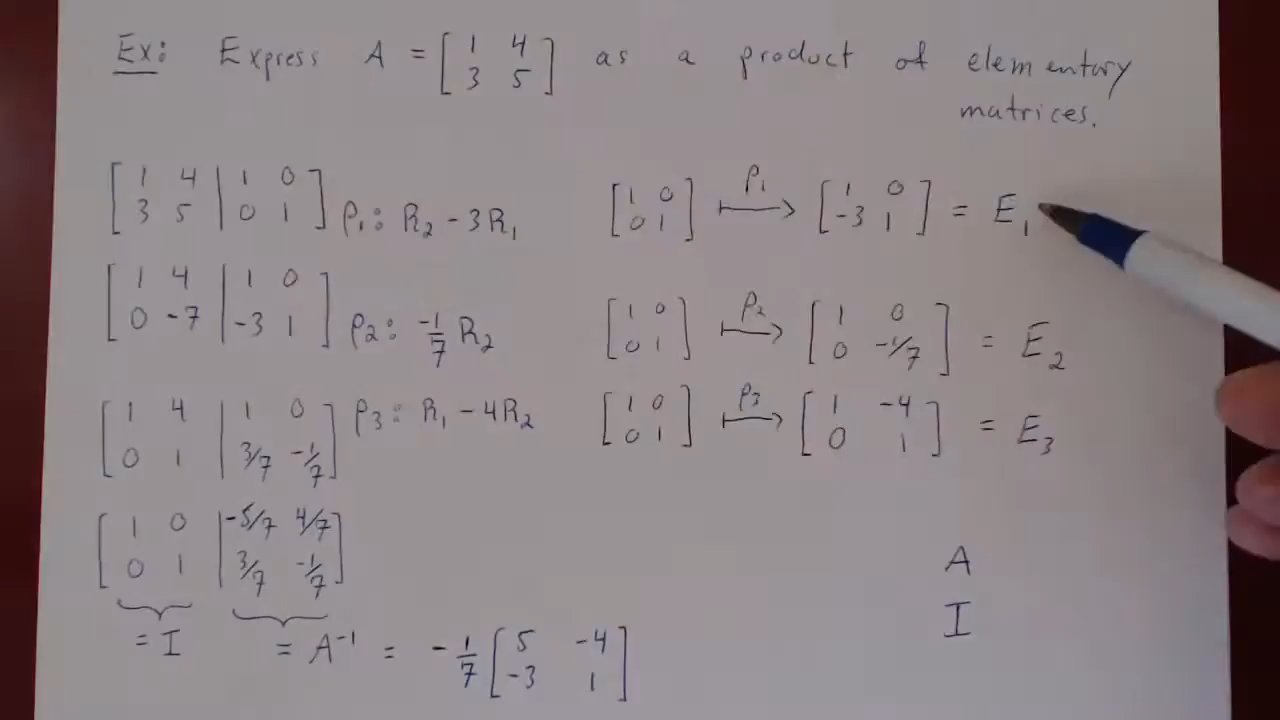 Ex: Express A = [ 1 4 ; 3 5 ] as a product of elementary
matrices.
[ 1 4 | 1 0 ; 3 5 | 0 1 ] ρ₁: R₂ - 3R₁
[ 1 0 ; 0 1 ] ρ₁⟼ [ 1 0 ; -3 1 ] = E₁
[ 1 4 | 1 0 ; 0 -7 | -3 1 ] ρ₂: -1/7 R₂
[ 1 0 ; 0 1 ] ρ₂⟼ [ 1 0 ; 0 -1/7 ] = E₂
[ 1 4 | 1 0 ; 0 1 | 3/7 -1/7 ] ρ₃: R₁ - 4R₂
[ 1 0 ; 0 1 ] ρ₃⟼ [ 1 -4 ; 0 1 ] = E₃
[ 1 0 | -5/7 4/7 ; 0 1 | 3/7 -1/7 ]
= I = A⁻¹ = -1/7 [ 5 -4 ; -3 1 ]
A
I